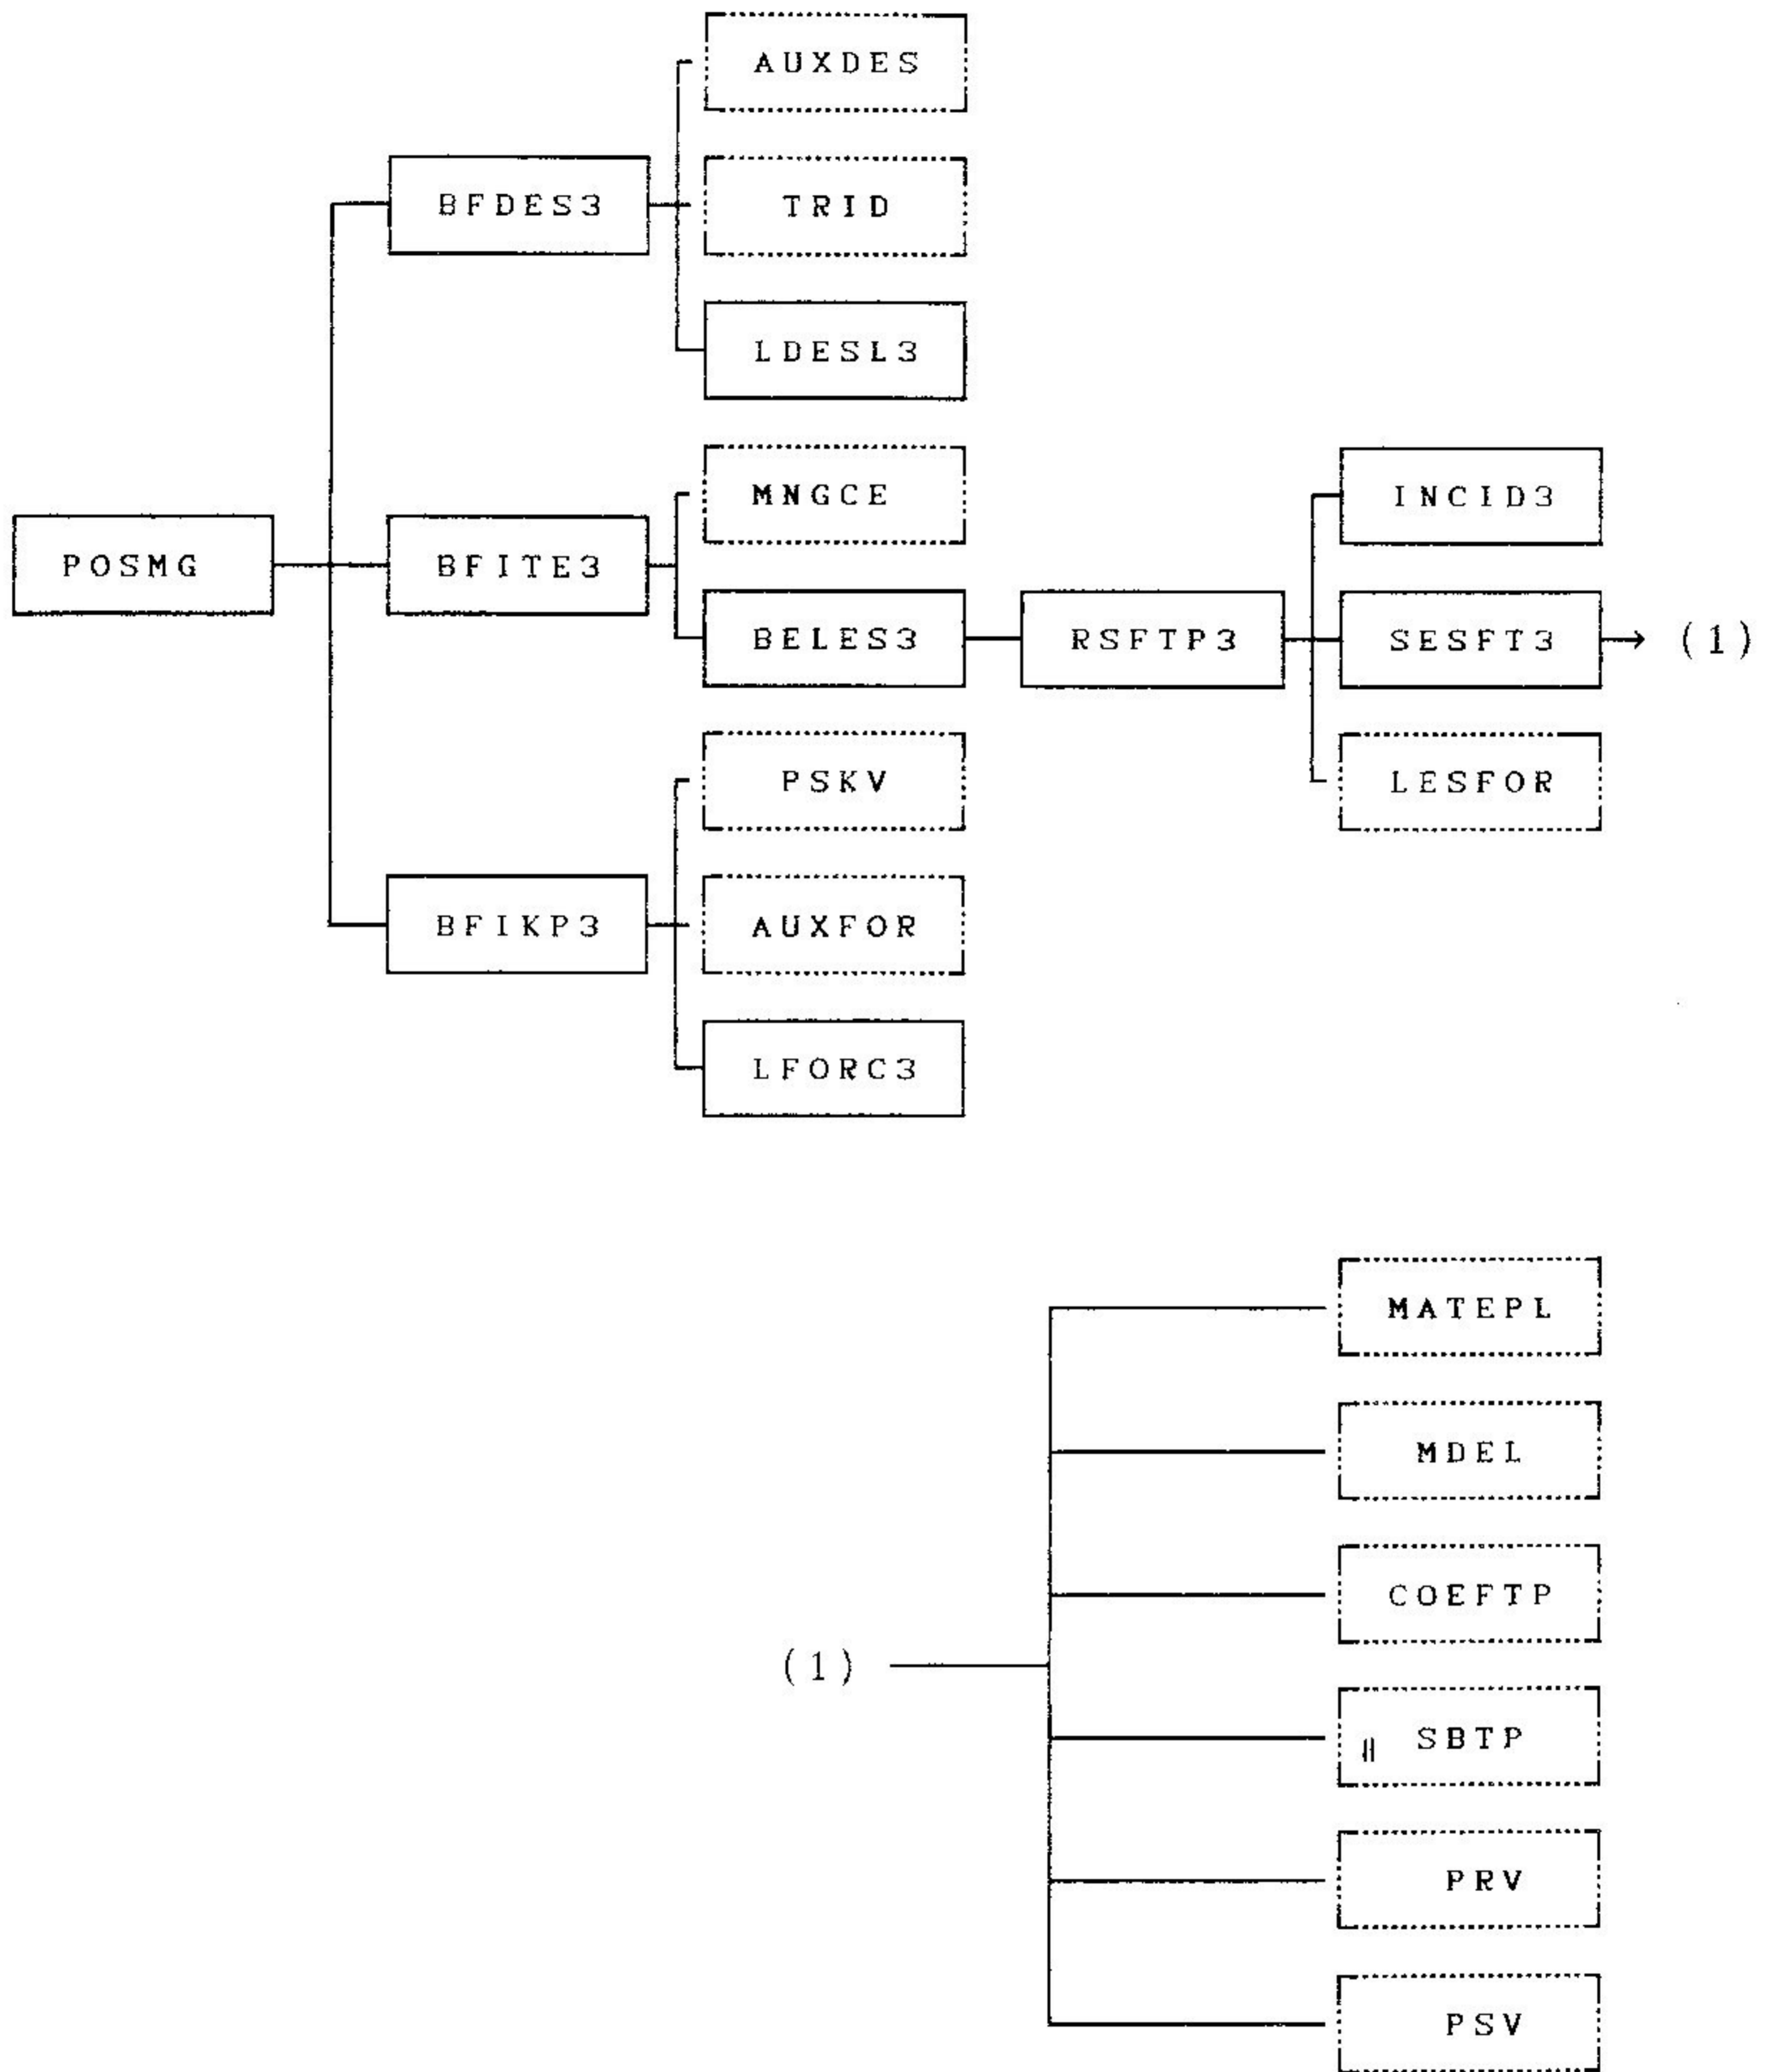 AUXDES
BFDES3
TRID
LDESL3
MNGCE
INCID3
POSMG
BFITE3
BELES3
RSFTP3
SESFT3
(1)
PSKV
LESFOR
BFIKP3
AUXFOR
LFORC3
MATEPL
MDEL
COEFTP
(1)
SBTP
PRV
PSV